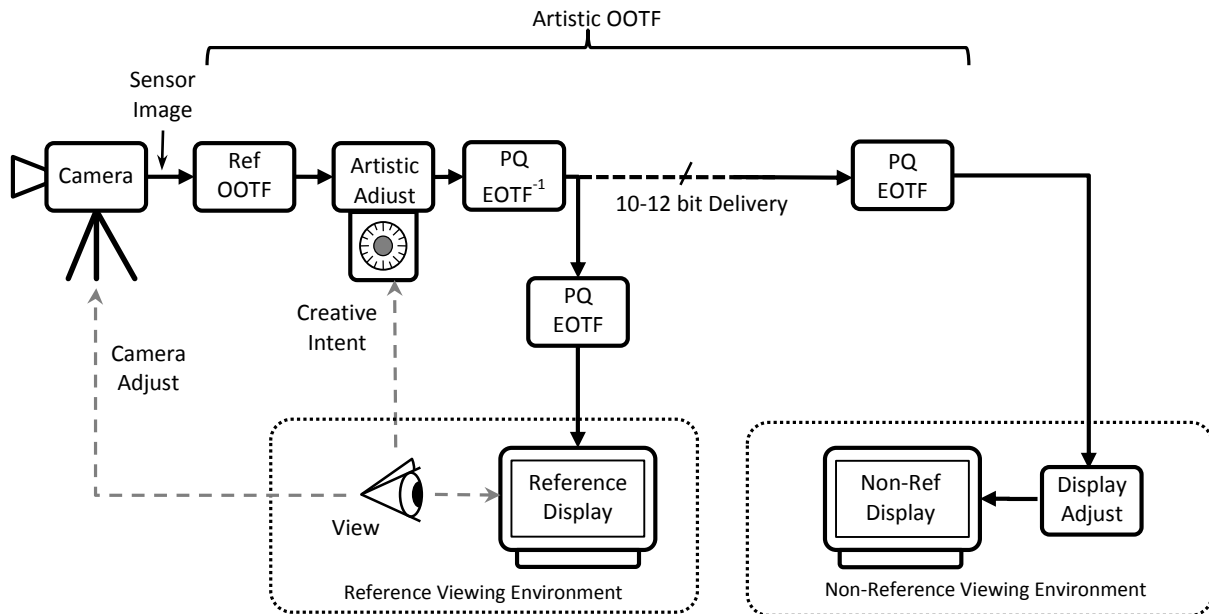 Artistic OOTF
Sensor
Image
Camera
Ref
OOTF
Artistic
Adjust
PQ
EOTF⁻¹
10-12 bit Delivery
PQ
EOTF
PQ
EOTF
Creative
Intent
Camera
Adjust
View
Reference
Display
Reference Viewing Environment
Non-Ref
Display
Display
Adjust
Non-Reference Viewing Environment